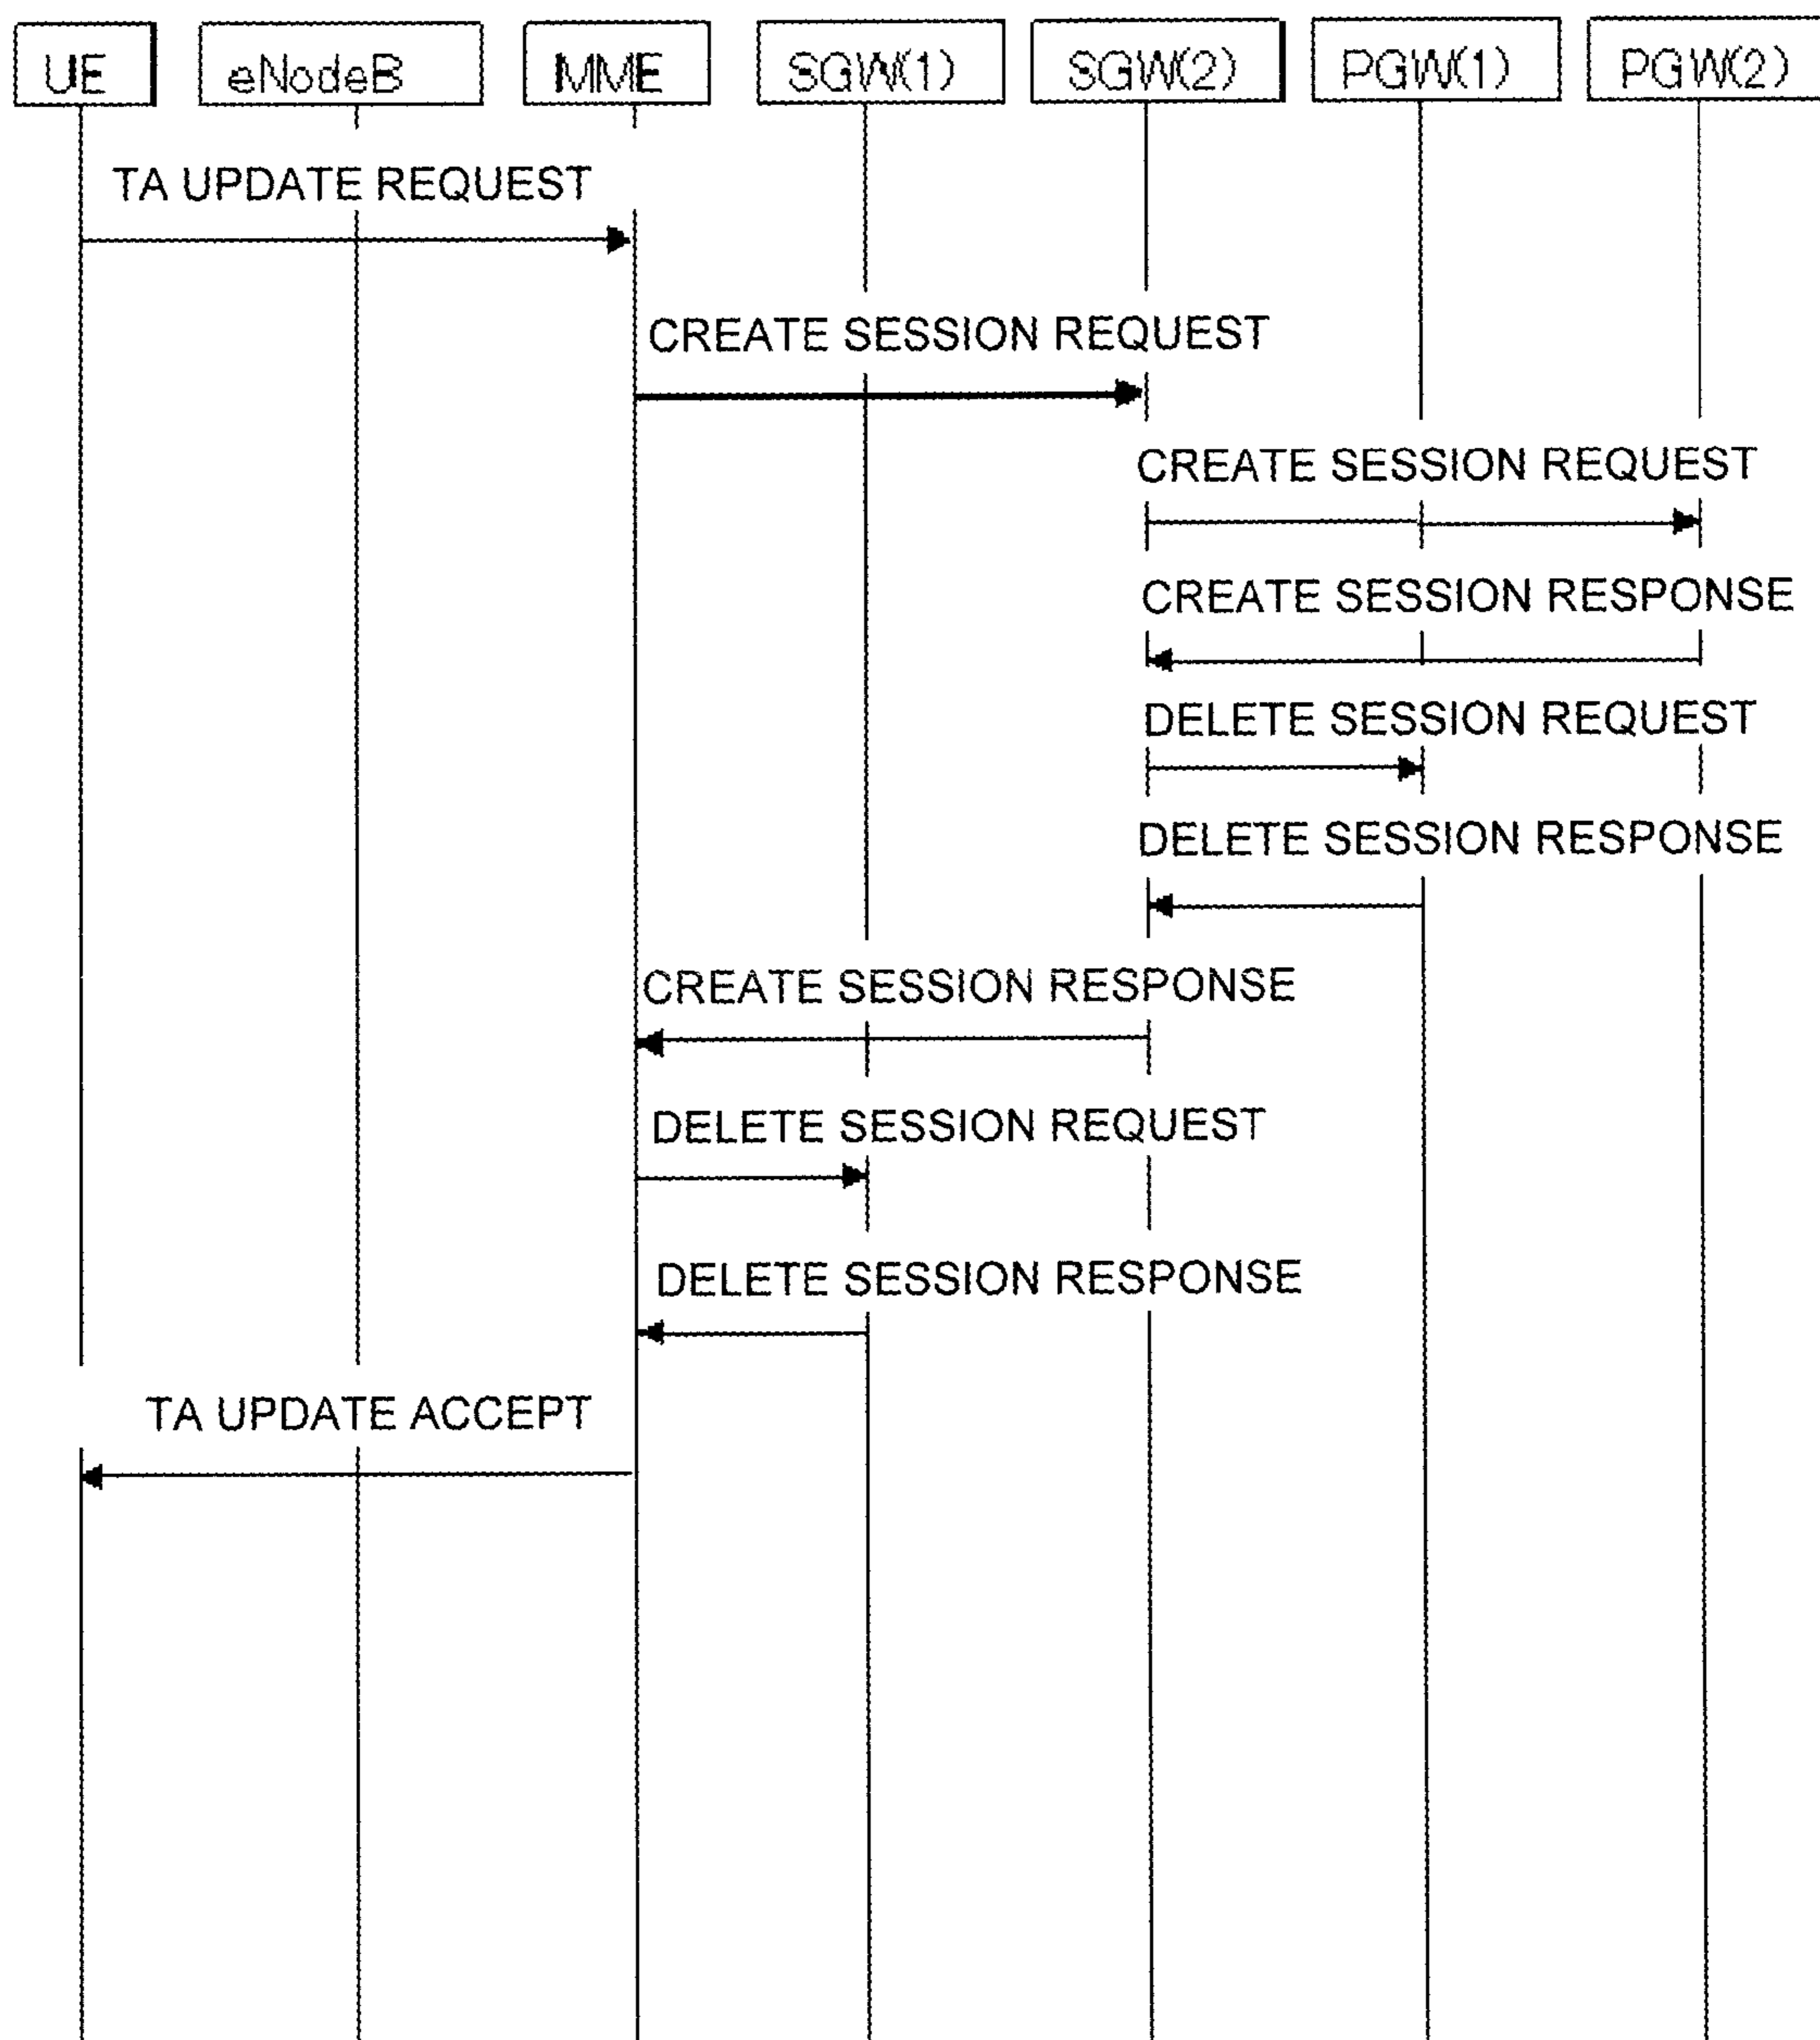 UE eNodeB MME SGW(1) SGW(2) PGW(1) PGW(2)
TA UPDATE REQUEST
CREATE SESSION REQUEST
CREATE SESSION REQUEST
CREATE SESSION RESPONSE
DELETE SESSION REQUEST
DELETE SESSION RESPONSE
CREATE SESSION RESPONSE
DELETE SESSION REQUEST
DELETE SESSION RESPONSE
TA UPDATE ACCEPT